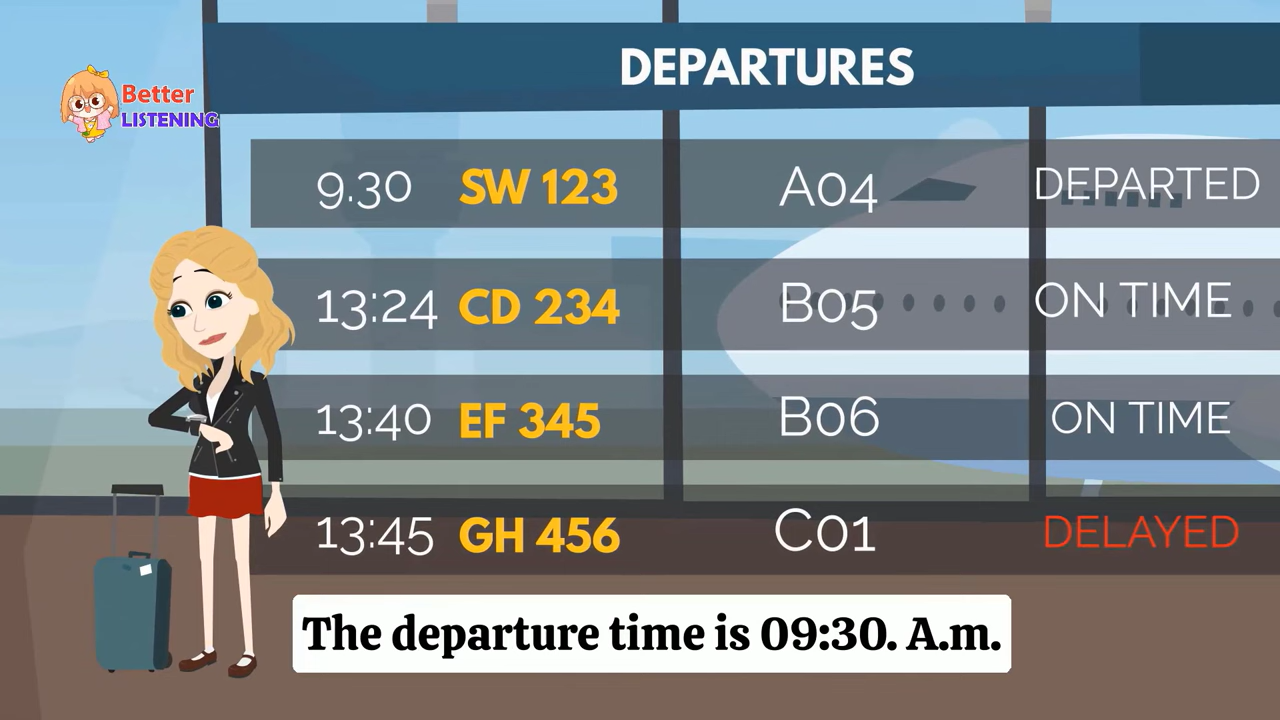 Better
LISTENING
DEPARTURES
9.30 SW 123 A04 DEPARTED
13:24 CD 234 B05 ON TIME
13:40 EF 345 B06 ON TIME
13:45 GH 456 C01 DELAYED
The departure time is 09:30. A.m.